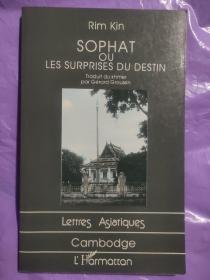 Rim Kin
SOPHAT
OU
LES SURPRISES DU DESTIN
Traduit du khmer
par Gérard Groussin
Lettres Asiatiques
Cambodge
L'Harmattan